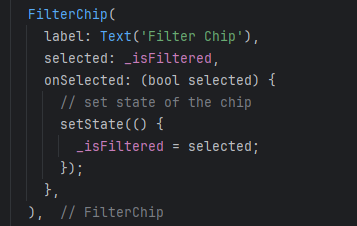 FilterChip(
  label: Text('Filter Chip'),
  selected: _isFiltered,
  onSelected: (bool selected) {
    // set state of the chip
    setState(() {
      _isFiltered = selected;
    });
  },
),  // FilterChip